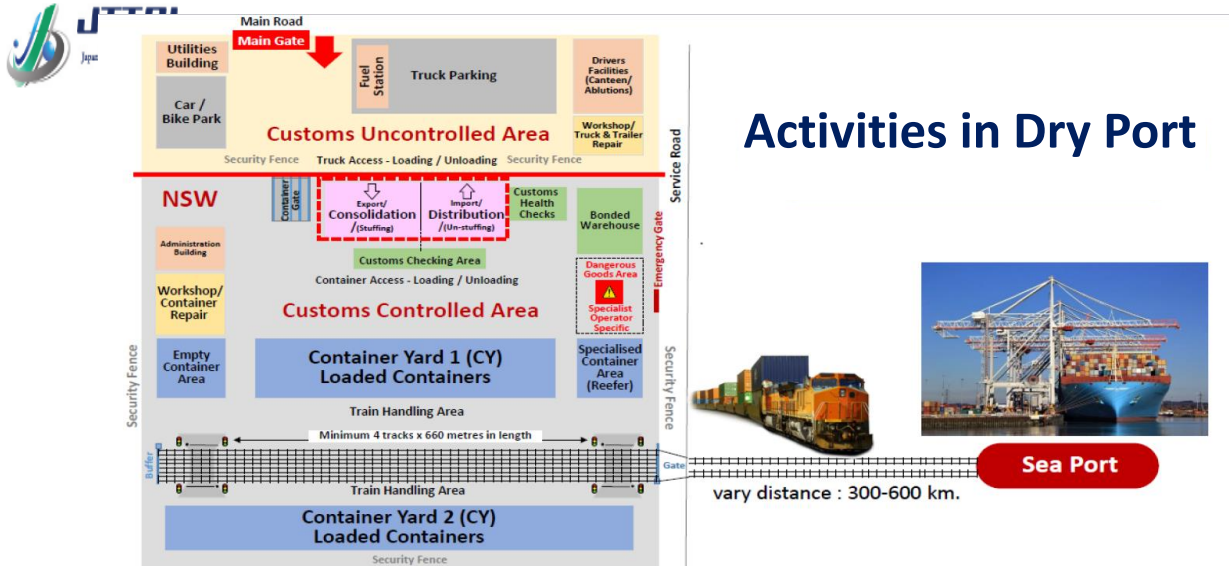 JTTRI
Japan
Main Road
Main Gate
Utilities
Building
Car /
Bike Park
Fuel
Station
Truck Parking
Drivers
Facilities
(Canteen/
Ablutions)
Workshop/
Truck & Trailer
Repair
Customs Uncontrolled Area
Security Fence
Truck Access - Loading / Unloading
Security Fence
Service Road
Activities in Dry Port
NSW
Container
Gate
Export/
Consolidation
/(Stuffing)
Import/
Distribution
/(Un-stuffing)
Customs
Health
Checks
Bonded
Warehouse
Emergency Gate
Administration
Building
Customs Checking Area
Container Access - Loading / Unloading
Dangerous
Goods Area
Specialist
Operator
Specific
Workshop/
Container
Repair
Customs Controlled Area
Security Fence
Empty
Container
Area
Container Yard 1 (CY)
Loaded Containers
Specialised
Container
Area
(Reefer)
Security Fence
Train Handling Area
Minimum 4 tracks x 660 metres in length
Buffer
Gate
Sea Port
Train Handling Area
vary distance : 300-600 km.
Container Yard 2 (CY)
Loaded Containers
Security Fence